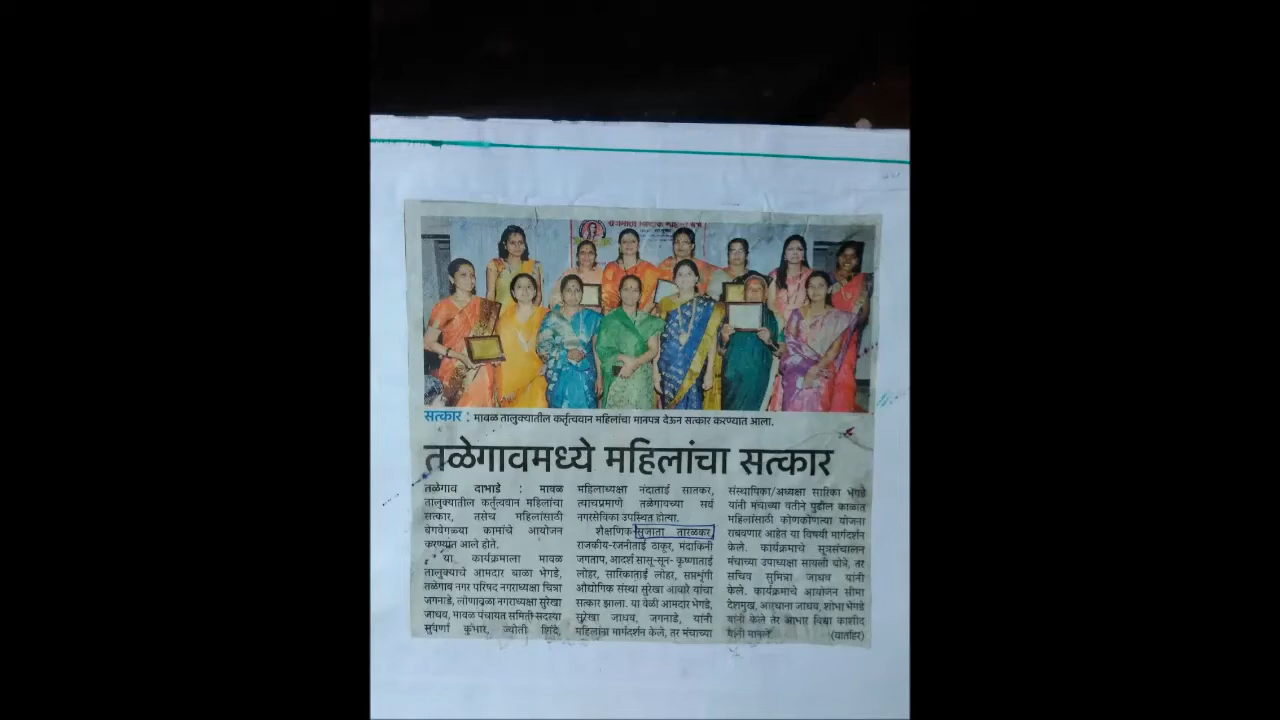 सत्कार : मावळ तालुक्यातील कर्तृत्ववान महिलांचा मानपत्र देऊन सत्कार करण्यात आला.
तळेगावमध्ये महिलांचा सत्कार
तळेगाव दाभाडे : मावळ
तालुक्यातील कर्तृत्ववान महिलांचा
सत्कार, तसेच महिलांसाठी
वेगवेगळ्या कामांचे आयोजन
करण्यात आले होते.
या कार्यक्रमाला मावळ
तालुक्याचे आमदार बाळा भेगडे,
तळेगाव नगर परिषद नगराध्यक्षा चित्रा
जगनाडे, लोणावळा नगराध्यक्षा सुरेखा
जाधव, मावळ पंचायत समिती सदस्या
सुवर्णा कुंभार, ज्योती शिंदे,
महिलाध्यक्षा नंदाताई सातकर,
त्याचप्रमाणे तळेगावच्या सर्व
नगरसेविका उपस्थित होत्या.
शैक्षणिक-सुजाता तारळकर,
राजकीय-रजनीताई ठाकूर, मंदाकिनी
जगताप, आदर्श सासू-सून- कृष्णाताई
लोहर, सारिकाताई लोहर, सप्तशृंगी
औद्योगिक संस्था सुरेखा आवारे यांचा
सत्कार झाला. या वेळी आमदार भेगडे,
सुरेखा जाधव, जगनाडे, यांनी
महिलांना मार्गदर्शन केले, तर मंचाच्या
संस्थापिका/अध्यक्षा सारिका भेगडे
यांनी मंचाच्या वतीने पुढील काळात
महिलांसाठी कोणकोणत्या योजना
राबवणार आहेत या विषयी मार्गदर्शन
केले. कार्यक्रमाचे सूत्रसंचालन
मंचाच्या उपाध्यक्षा सायली बोत्रे, तर
सचिव सुमित्रा जाधव यांनी
केले. कार्यक्रमाचे आयोजन सीमा
देशमुख, आराधना जाधव, शोभा भेगडे
यांनी केले तर आभार विद्या काशीद
यांनी मानले. (वार्ताहर)